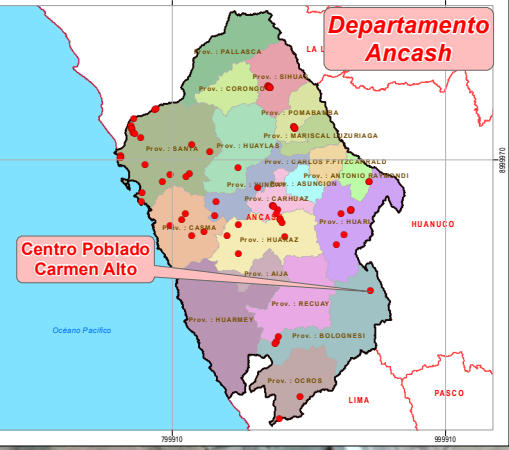 Departamento
Ancash
LA L
Prov. : PALLASCA
Prov. : SIHUAS
Prov. : CORONGO
Prov. : POMABAMBA
Prov. : MARISCAL LUZURIAGA
Prov. : SANTA
Prov. : HUAYLAS
Prov. : CARLOS F.FITZCARRALD
Prov. : ANTONIO RAYMONDI
Prov. : YUNGAY
Prov. : ASUNCION
Prov. : CARHUAZ
ANCASH
Prov. : HUARI
HUANUCO
Prov. : CASMA
Prov. : HUARAZ
Centro Poblado
Carmen Alto
Prov. : AIJA
Prov. : RECUAY
Prov. : HUARMEY
Océano Pacífico
Prov. : BOLOGNESI
Prov. : OCROS
LIMA
PASCO
799910
999910
8999970